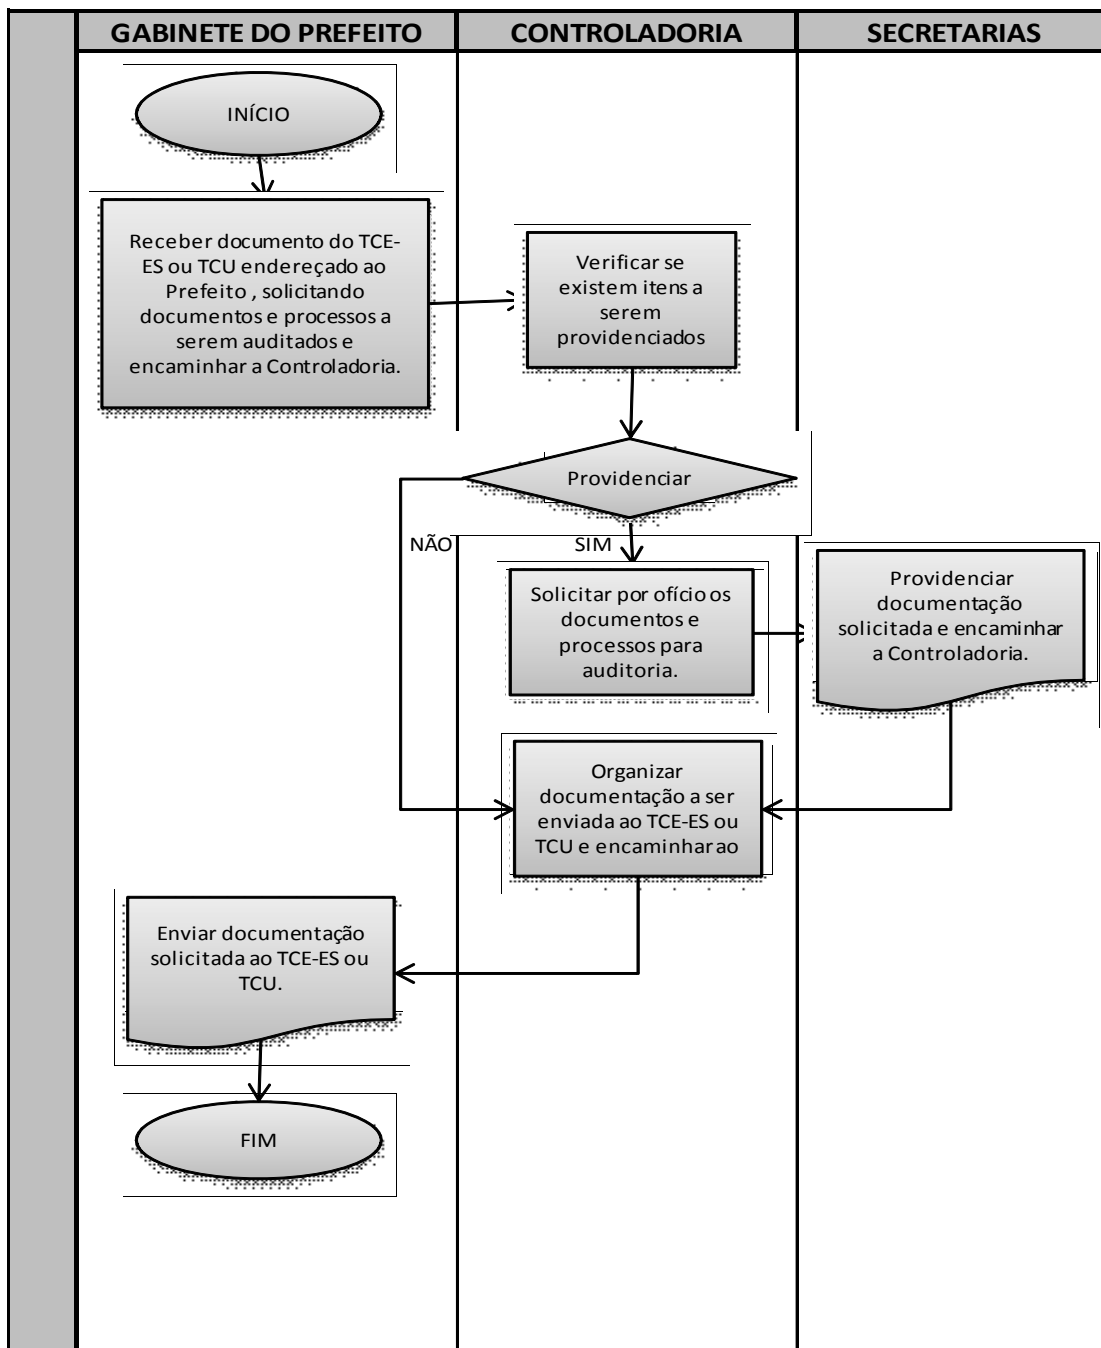 GABINETE DO PREFEITO
CONTROLADORIA
SECRETARIAS
INÍCIO
Receber documento do TCE-
ES ou TCU endereçado ao
Prefeito , solicitando
documentos e processos a
serem auditados e
encaminhar a Controladoria.
Verificar se
existem itens a
serem
providenciados
Providenciar
NÃO
SIM
Solicitar por ofício os
documentos e
processos para
auditoria.
Providenciar
documentação
solicitada e encaminhar
a Controladoria.
Organizar
documentação a ser
enviada ao TCE-ES ou
TCU e encaminhar ao
Enviar documentação
solicitada ao TCE-ES ou
TCU.
FIM